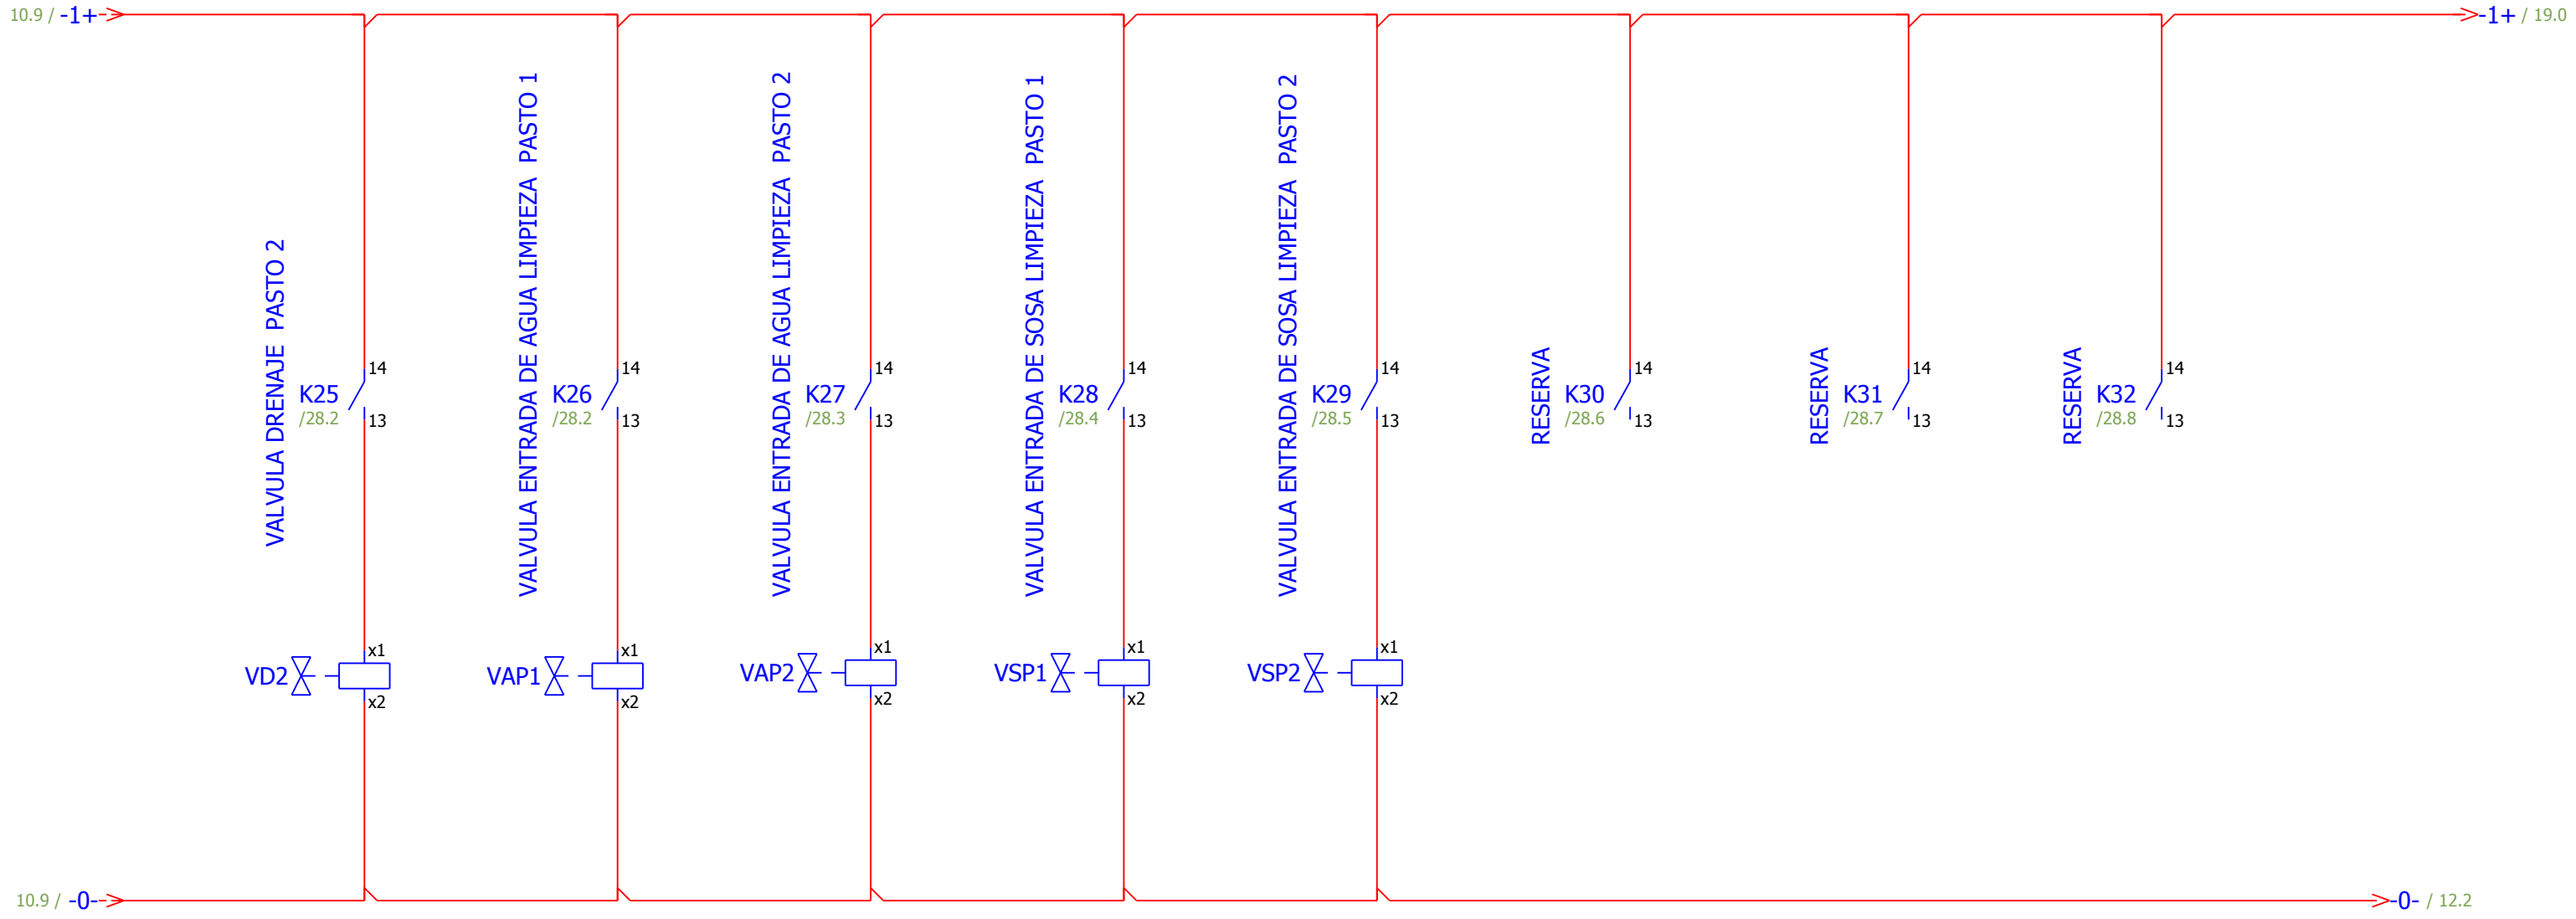 10.9 / -1+
-1+ / 19.0
VALVULA DRENAJE PASTO 2
K25
/28.2
14
13
VD2
x1
x2
VALVULA ENTRADA DE AGUA LIMPIEZA PASTO 1
K26
/28.2
14
13
VAP1
x1
x2
VALVULA ENTRADA DE AGUA LIMPIEZA PASTO 2
K27
/28.3
14
13
VAP2
x1
x2
VALVULA ENTRADA DE SOSA LIMPIEZA PASTO 1
K28
/28.4
14
13
VSP1
x1
x2
VALVULA ENTRADA DE SOSA LIMPIEZA PASTO 2
K29
/28.5
14
13
VSP2
x1
x2
RESERVA
K30
/28.6
14
13
RESERVA
K31
/28.7
14
13
RESERVA
K32
/28.8
14
13
10.9 / -0-
-0- / 12.2